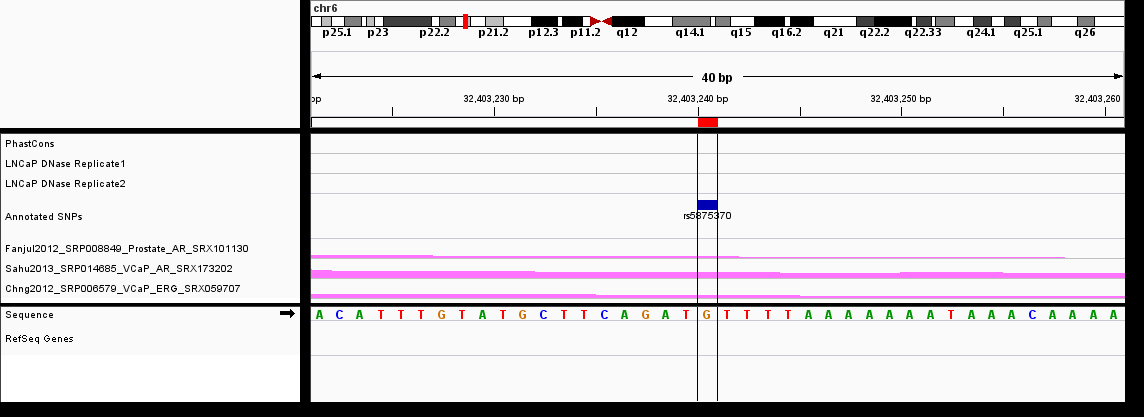 chr6
p25.1 p23 p22.2 p21.2 p12.3 p11.2 q12 q14.1 q15 q16.2 q21 q22.2 q22.33 q24.1 q25.1 q26
40 bp
bp 32,403,230 bp 32,403,240 bp 32,403,250 bp 32,403,260
PhastCons
LNCaP DNase Replicate1
LNCaP DNase Replicate2
Annotated SNPs
rs5875370
Fanjul2012_SRP008849_Prostate_AR_SRX101130
Sahu2013_SRP014685_VCaP_AR_SRX173202
Chng2012_SRP006579_VCaP_ERG_SRX059707
Sequence A C A T T T G T A T G C T T C A G A T G T T T T A A A A A A A T A A A C A A A A
RefSeq Genes